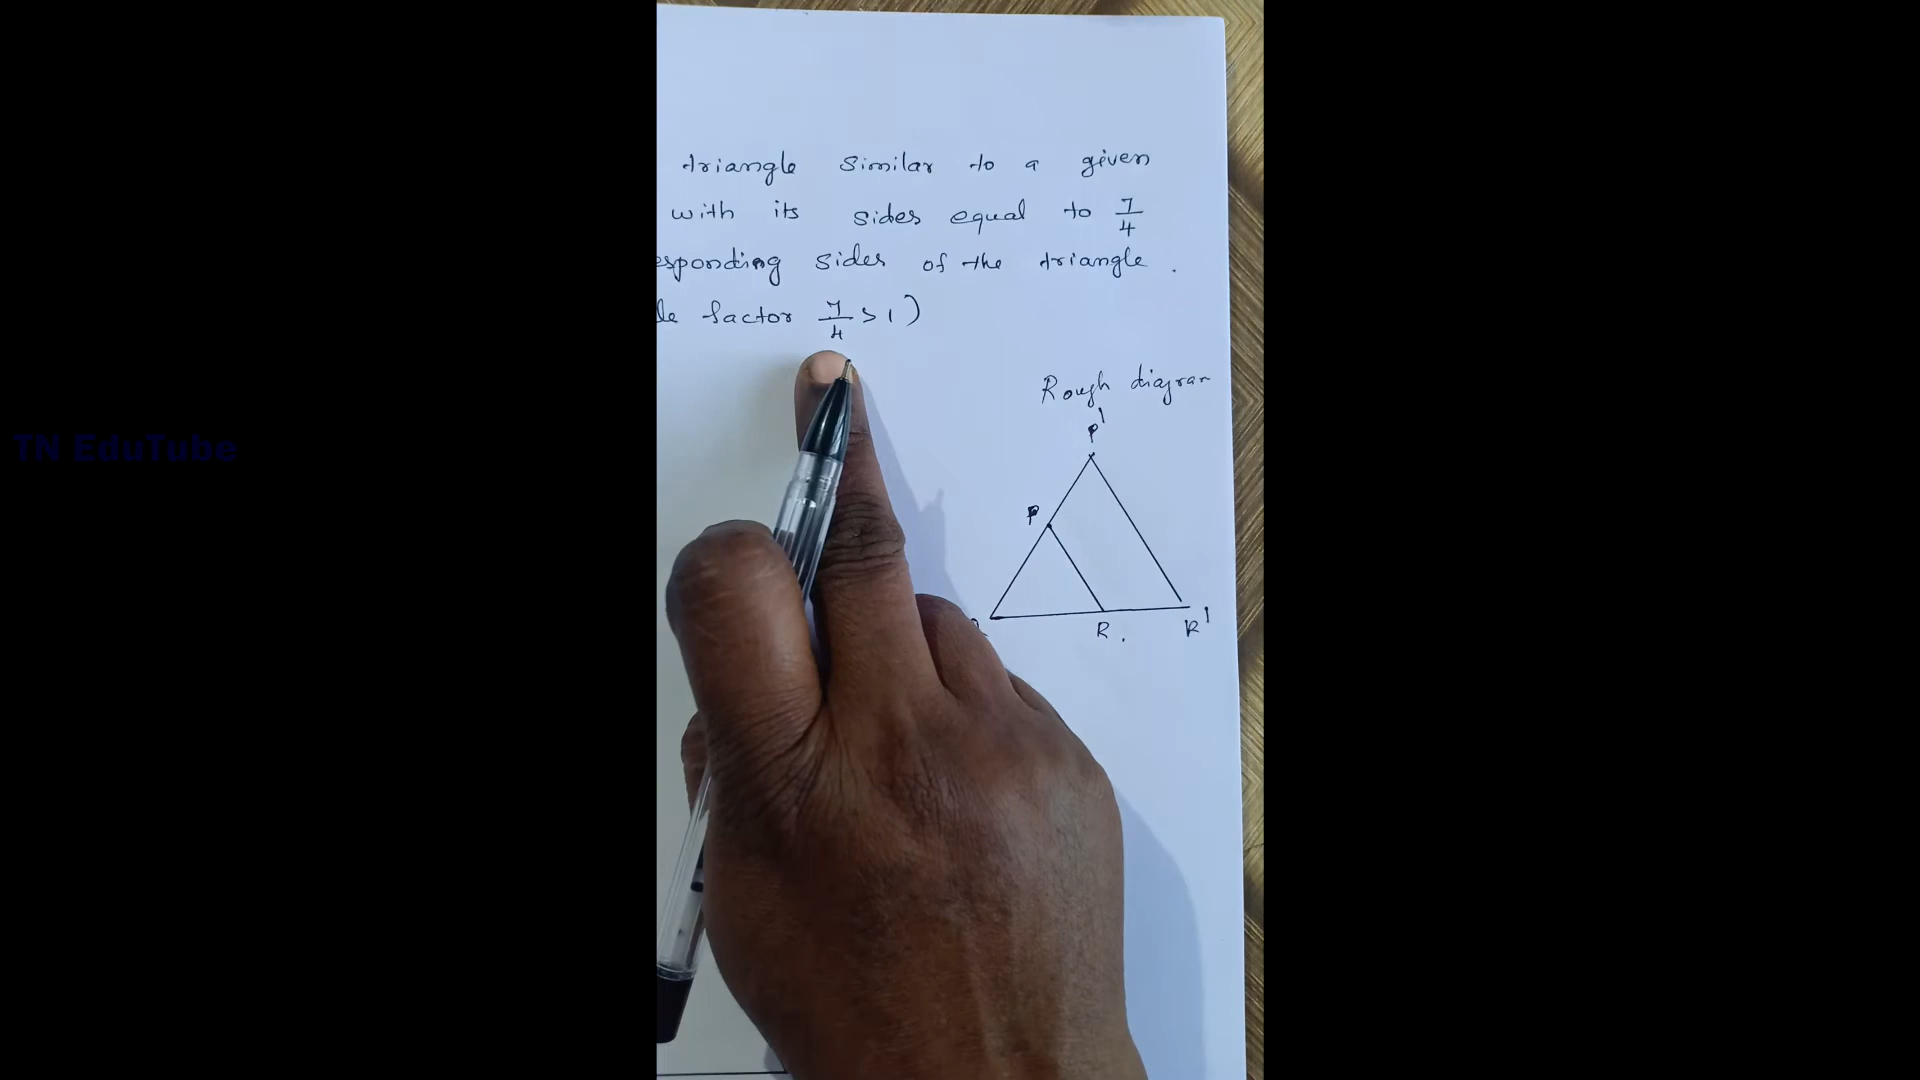 triangle similar to a given
with its sides equal to 7/4
esponding sides of the triangle.
le factor 7/4 > 1)
Rough diagram
P'
P
R.
R'
TN EduTube